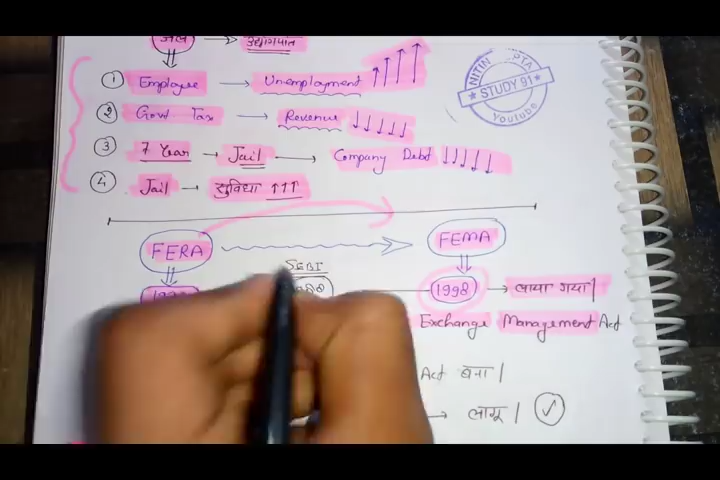 जेल → उद्योगपति
① Employee → Unemployment ↑↑↑↑
② Govt Tax → Revenue ↓↓↓↓↓
③ 7 Year → Jail → Company Debt ↓↓↓↓↓
④ Jail → सुविधा ↑↑↑
NITIN GUPTA
★ STUDY 91 ★
YouTube
FERA → FEMA
SEBI
1998 → लाया गया|
Exchange Management Act
Act बना|
→ लागू| ✓